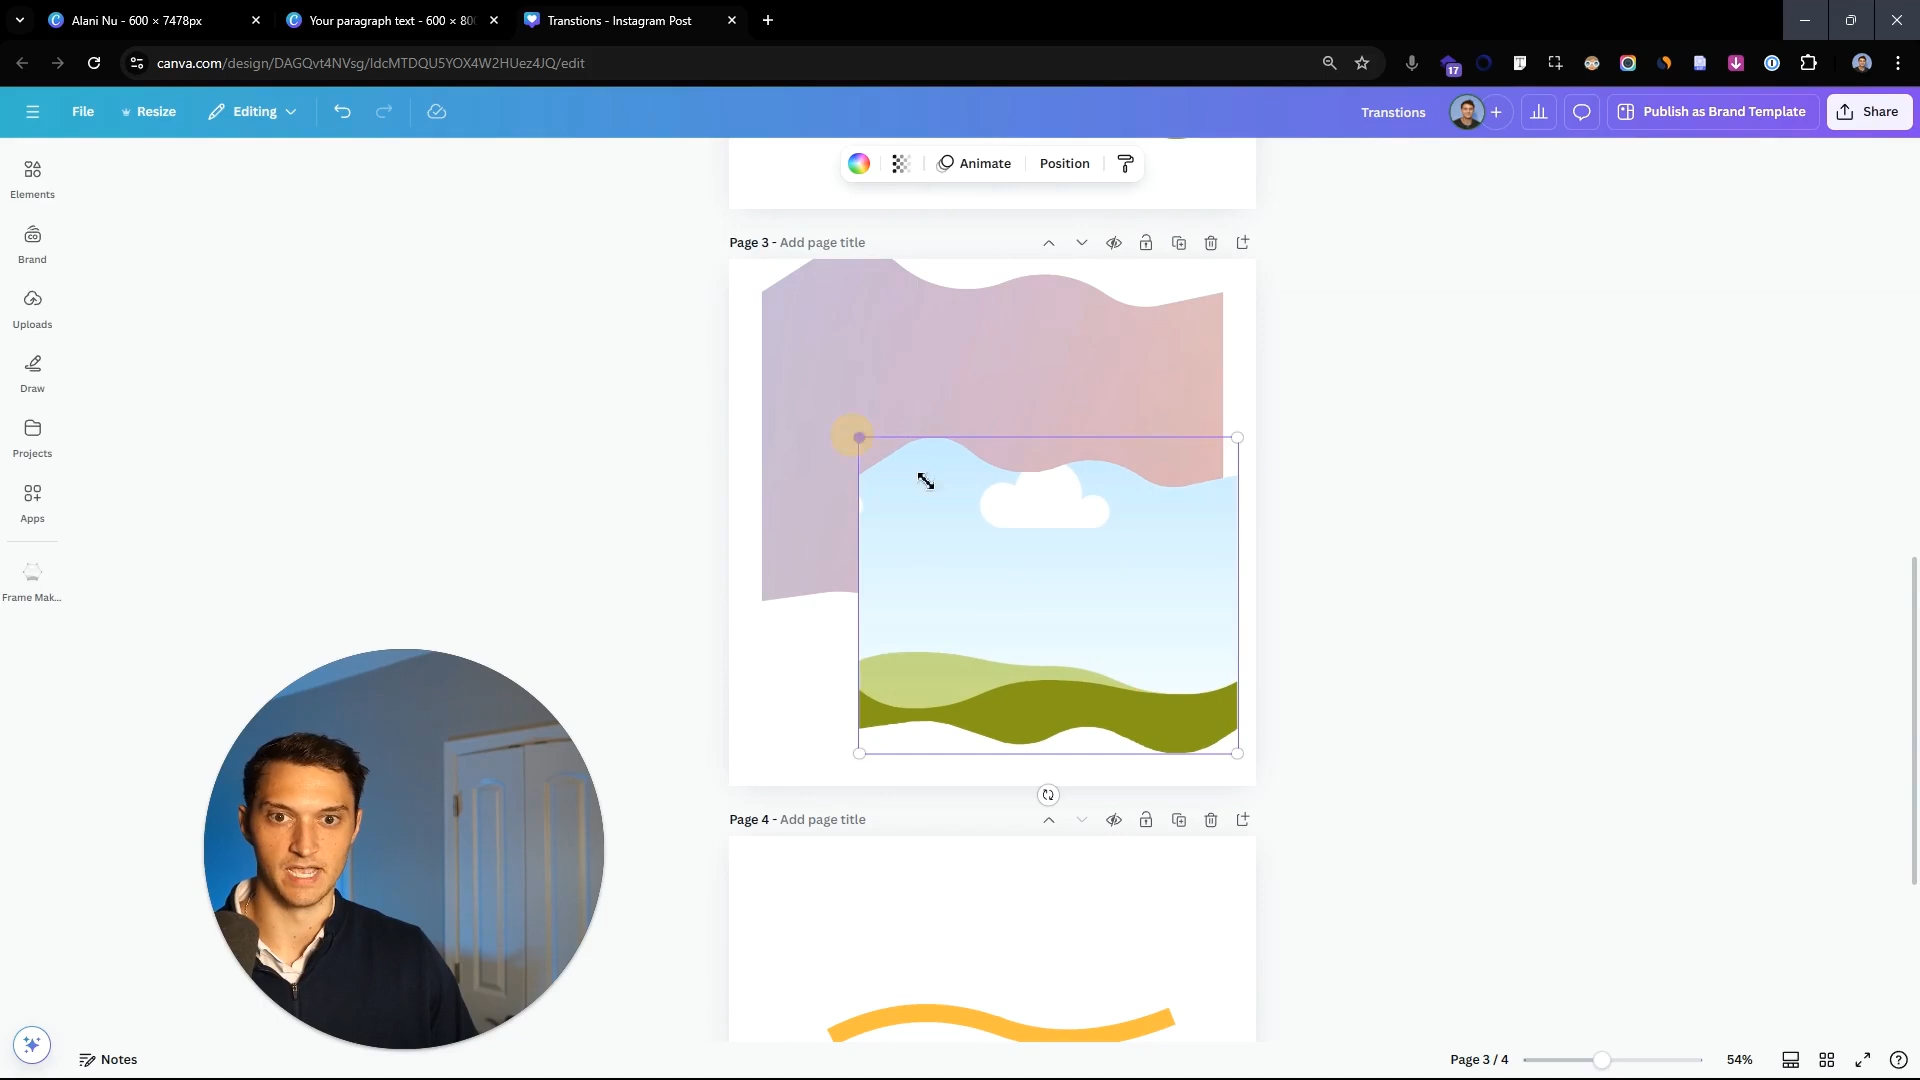 Alani Nu - 600 × 7478px
Your paragraph text - 600 × 80
Transtions - Instagram Post
canva.com/design/DAGQvt4NVsg/IdcMTDQU5YOX4W2HUez4JQ/edit
17
File
Resize
Editing
Transtions
Publish as Brand Template
Share
Animate
Position
Elements
Brand
Uploads
Draw
Projects
Apps
Frame Mak...
Page 3 - Add page title
Page 4 - Add page title
Notes
Page 3 / 4
54%